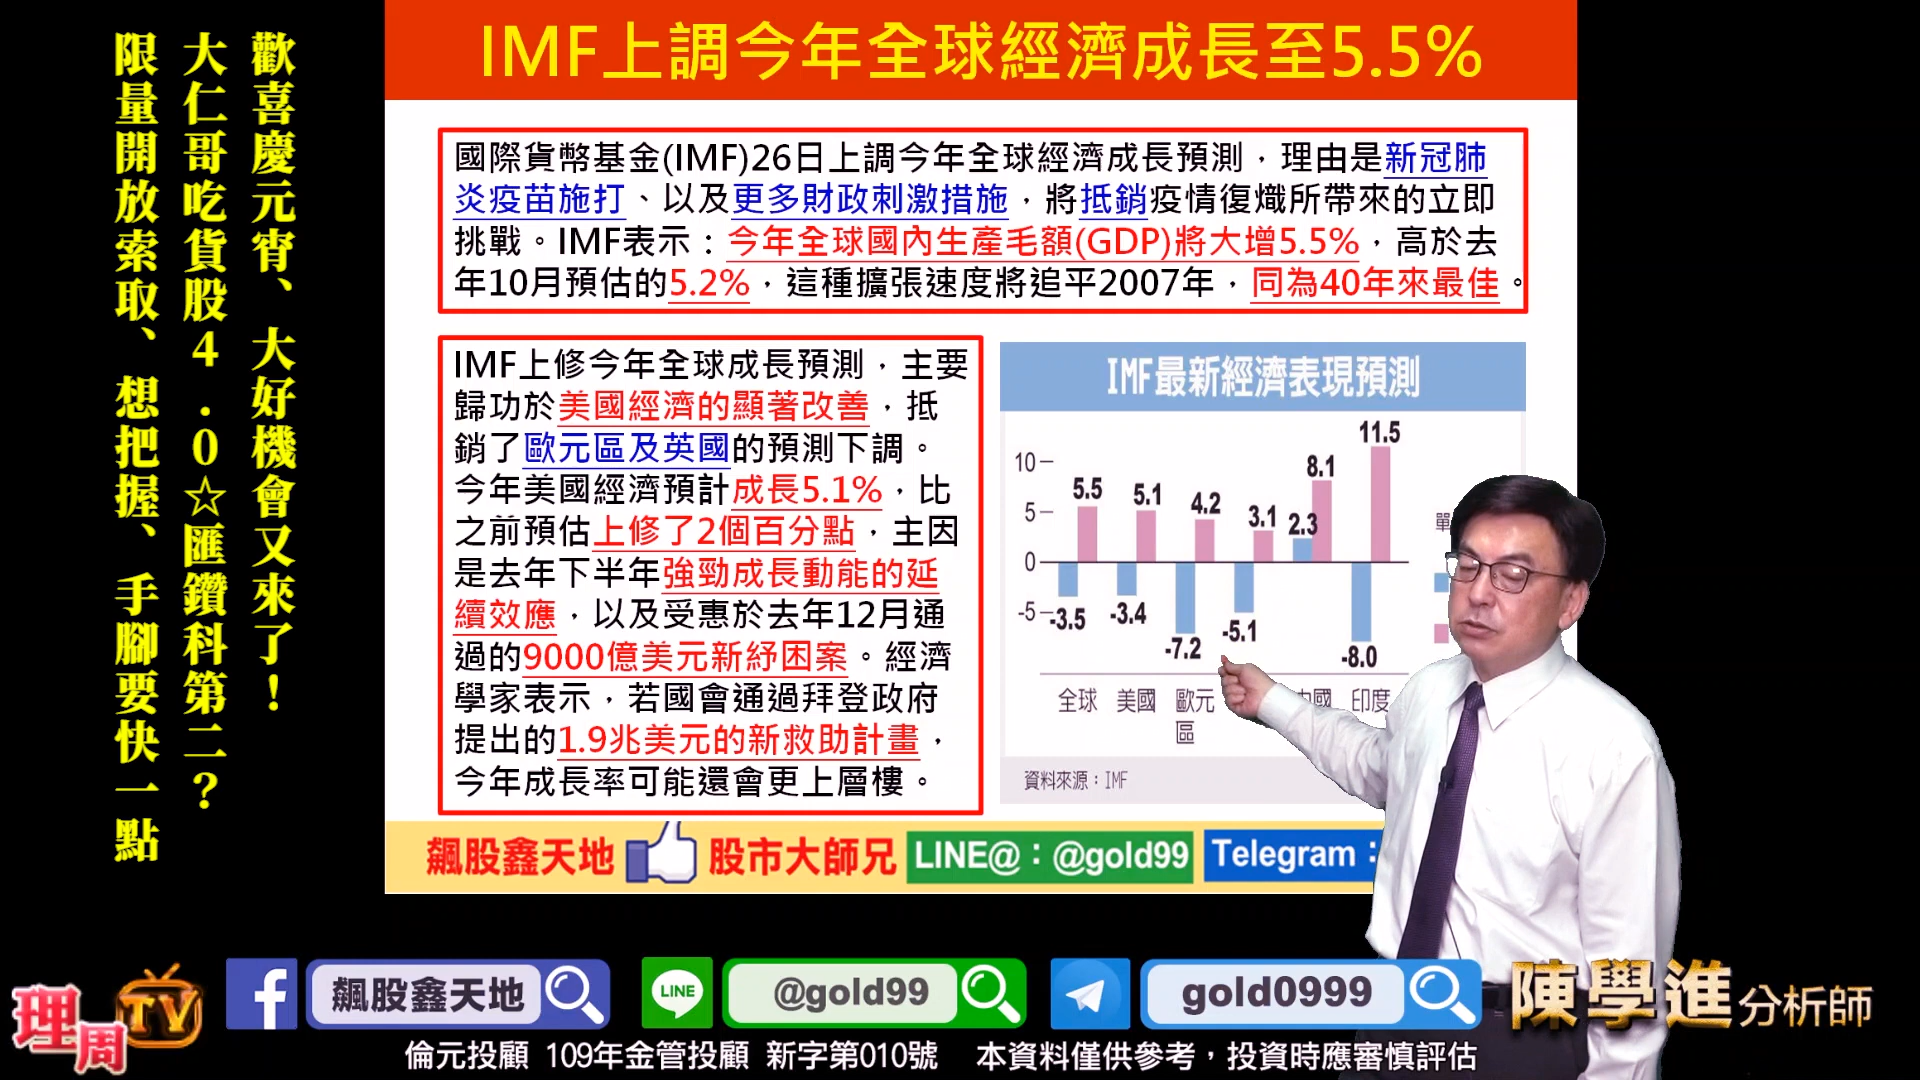 歡喜慶元宵、大好機會又來了！
大仁哥吃貨股4.0☆匯鑽科第二？
限量開放索取、想把握、手腳要快一點
IMF上調今年全球經濟成長至5.5%
國際貨幣基金(IMF)26日上調今年全球經濟成長預測，理由是新冠肺
炎疫苗施打、以及更多財政刺激措施，將抵銷疫情復熾所帶來的立即
挑戰。IMF表示：今年全球國內生產毛額(GDP)將大增5.5%，高於去
年10月預估的5.2%，這種擴張速度將追平2007年，同為40年來最佳。
IMF上修今年全球成長預測，主要
歸功於美國經濟的顯著改善，抵
銷了歐元區及英國的預測下調。
今年美國經濟預計成長5.1%，比
之前預估上修了2個百分點，主因
是去年下半年強勁成長動能的延
續效應，以及受惠於去年12月通
過的9000億美元新紓困案。經濟
學家表示，若國會通過拜登政府
提出的1.9兆美元的新救助計畫，
今年成長率可能還會更上層樓。
IMF最新經濟表現預測
10
5
0
-5
5.5
5.1
4.2
3.1
2.3
8.1
11.5
-3.5
-3.4
-7.2
-5.1
-8.0
單
全球
美國
歐元
區
中國
印度
資料來源：IMF
飆股鑫天地
股市大師兄
LINE@：@gold99
Telegram：
理周TV
飆股鑫天地
LINE
@gold99
gold0999
陳學進分析師
倫元投顧 109年金管投顧 新字第010號 本資料僅供參考，投資時應審慎評估